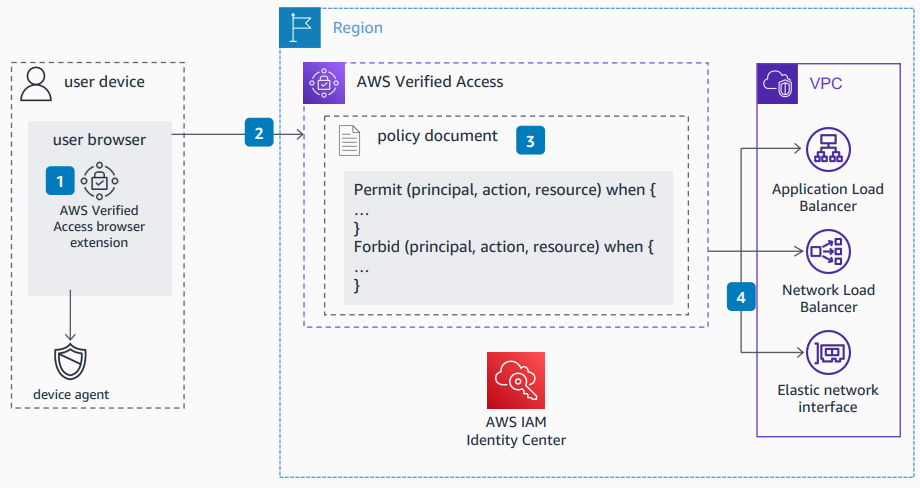 Region
user device
AWS Verified Access
VPC
user browser
2
policy document
3
1
AWS Verified
Access browser
extension
Permit (principal, action, resource) when {
...
}
Forbid (principal, action, resource) when {
...
}
Application Load
Balancer
Network Load
Balancer
4
device agent
Elastic network
interface
AWS IAM
Identity Center